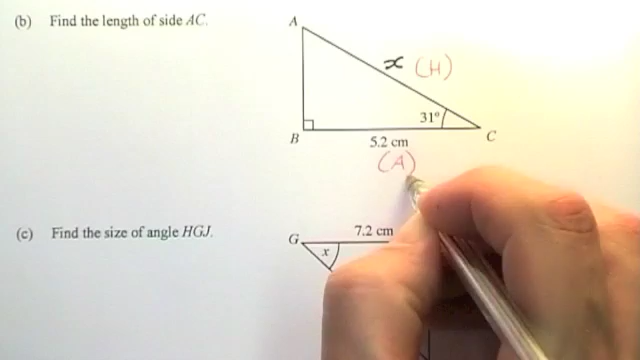 (b) Find the length of side AC.
A
x (H)
31°
B
5.2 cm
C
(A)
(c) Find the size of angle HGJ.
G
7.2 cm
x